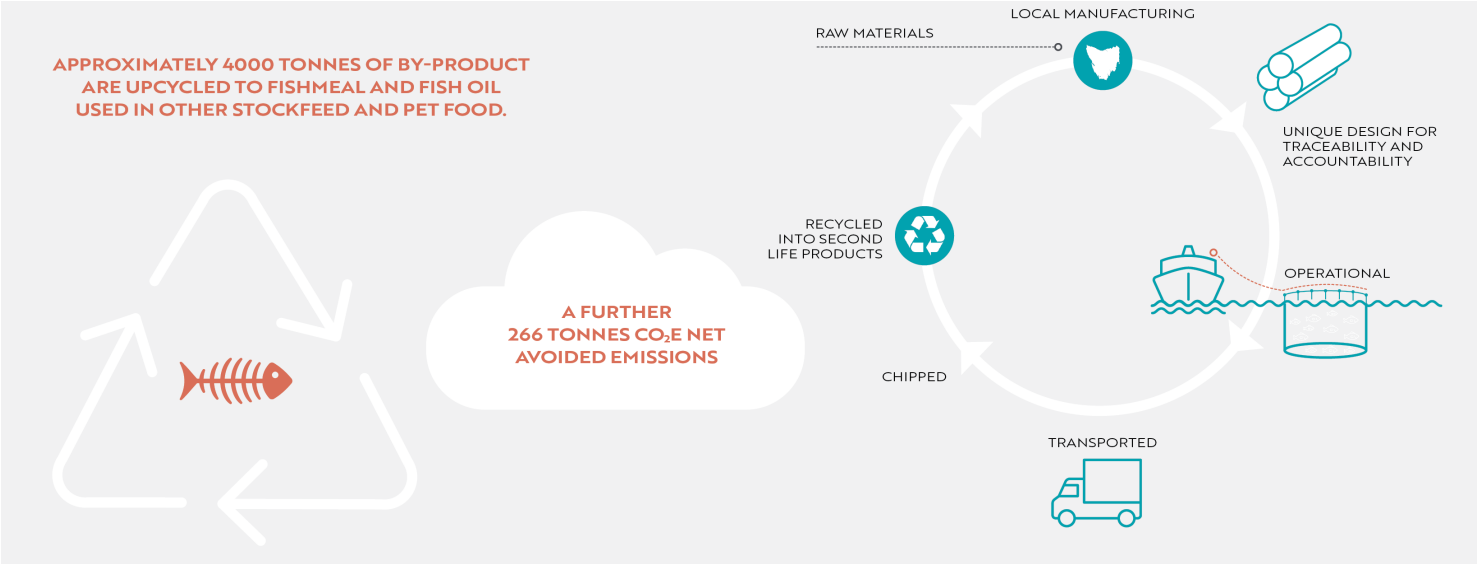 APPROXIMATELY 4000 TONNES OF BY-PRODUCT
ARE UPCYCLED TO FISHMEAL AND FISH OIL
USED IN OTHER STOCKFEED AND PET FOOD.
A FURTHER
266 TONNES CO₂E NET
AVOIDED EMISSIONS
LOCAL MANUFACTURING
RAW MATERIALS
UNIQUE DESIGN FOR
TRACEABILITY AND
ACCOUNTABILITY
OPERATIONAL
TRANSPORTED
CHIPPED
RECYCLED
INTO SECOND
LIFE PRODUCTS